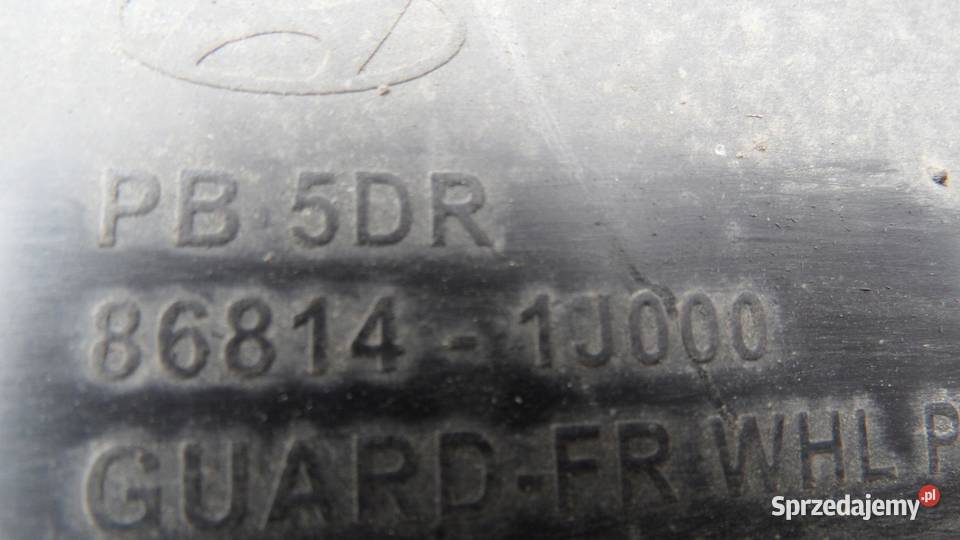 PB 5DR
86814-1J000
GUARD-FR WHL P
Sprzedajemy.pl